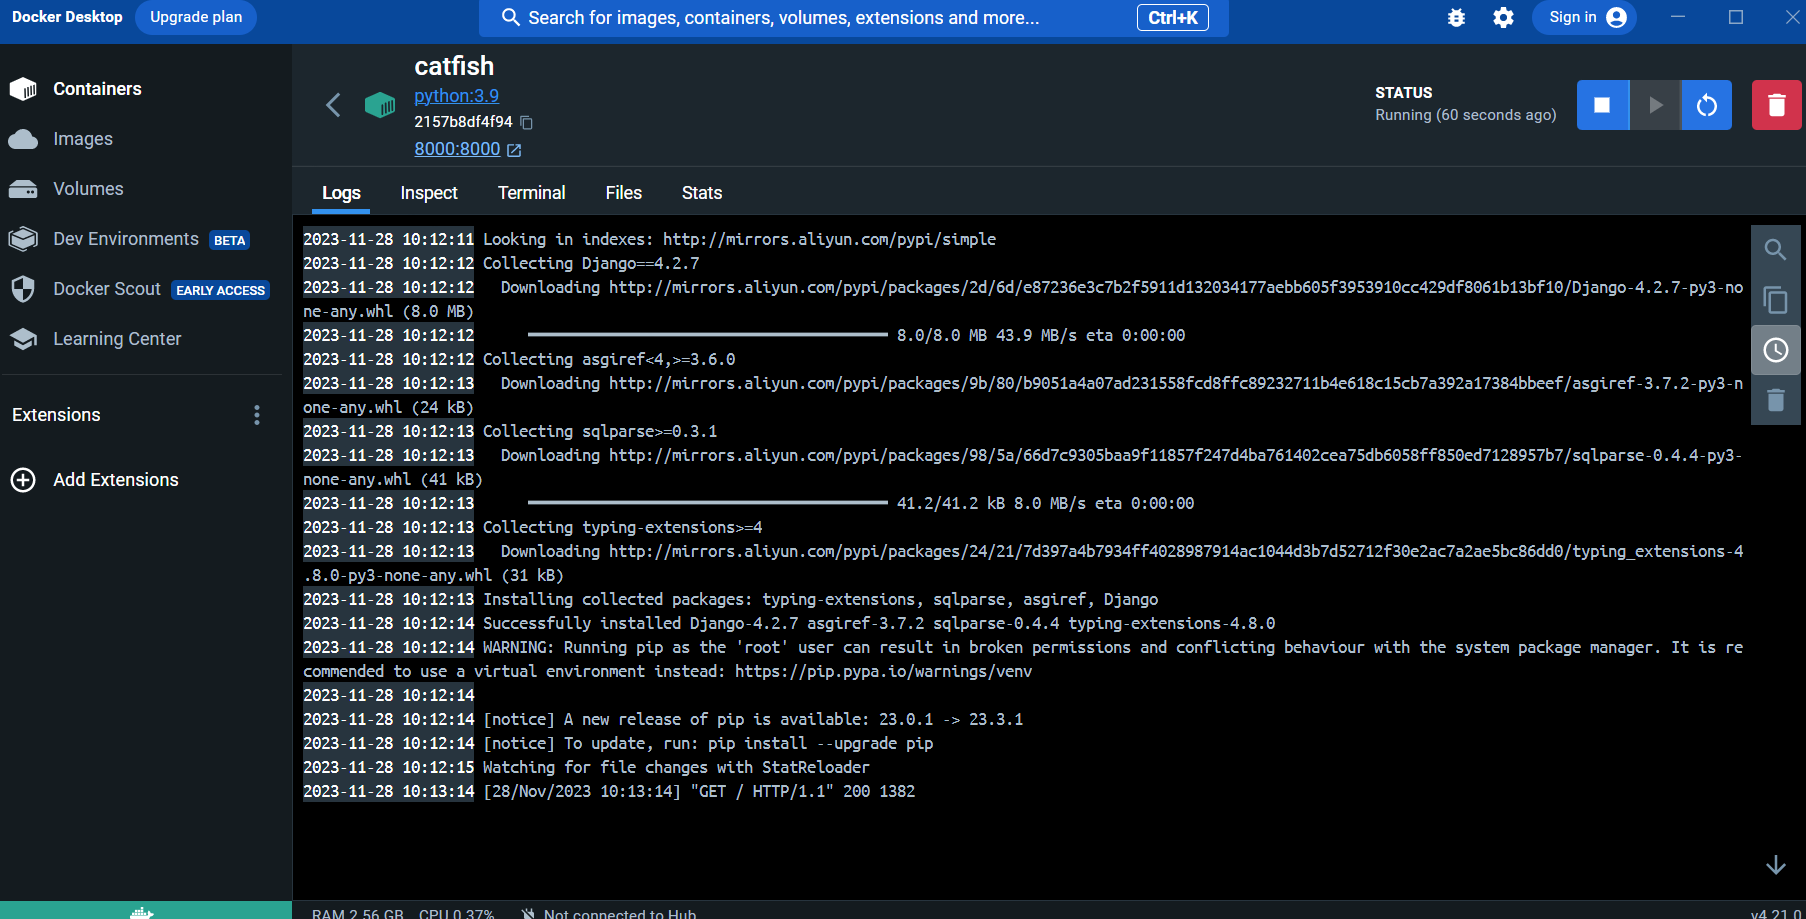 Docker Desktop Upgrade plan Search for images, containers, volumes, extensions and more... Ctrl+K Sign in
Containers
Images
Volumes
Dev Environments BETA
Docker Scout EARLY ACCESS
Learning Center
Extensions
Add Extensions
catfish
python:3.9
2157b8df4f94
8000:8000
STATUS
Running (60 seconds ago)
Logs Inspect Terminal Files Stats
2023-11-28 10:12:11 Looking in indexes: http://mirrors.aliyun.com/pypi/simple
2023-11-28 10:12:12 Collecting Django==4.2.7
2023-11-28 10:12:12   Downloading http://mirrors.aliyun.com/pypi/packages/2d/6d/e87236e3c7b2f5911d132034177aebb605f3953910cc429df8061b13bf10/Django-4.2.7-py3-no
ne-any.whl (8.0 MB)
2023-11-28 10:12:12 8.0/8.0 MB 43.9 MB/s eta 0:00:00
2023-11-28 10:12:12 Collecting asgiref<4,>=3.6.0
2023-11-28 10:12:13   Downloading http://mirrors.aliyun.com/pypi/packages/9b/80/b9051a4a07ad231558fcd8ffc89232711b4e618c15cb7a392a17384bbeef/asgiref-3.7.2-py3-n
one-any.whl (24 kB)
2023-11-28 10:12:13 Collecting sqlparse>=0.3.1
2023-11-28 10:12:13   Downloading http://mirrors.aliyun.com/pypi/packages/98/5a/66d7c9305baa9f11857f247d4ba761402cea75db6058ff850ed7128957b7/sqlparse-0.4.4-py3-
none-any.whl (41 kB)
2023-11-28 10:12:13 41.2/41.2 kB 8.0 MB/s eta 0:00:00
2023-11-28 10:12:13 Collecting typing-extensions>=4
2023-11-28 10:12:13   Downloading http://mirrors.aliyun.com/pypi/packages/24/21/7d397a4b7934ff4028987914ac1044d3b7d52712f30e2ac7a2ae5bc86dd0/typing_extensions-4
.8.0-py3-none-any.whl (31 kB)
2023-11-28 10:12:13 Installing collected packages: typing-extensions, sqlparse, asgiref, Django
2023-11-28 10:12:14 Successfully installed Django-4.2.7 asgiref-3.7.2 sqlparse-0.4.4 typing-extensions-4.8.0
2023-11-28 10:12:14 WARNING: Running pip as the 'root' user can result in broken permissions and conflicting behaviour with the system package manager. It is re
commended to use a virtual environment instead: https://pip.pypa.io/warnings/venv
2023-11-28 10:12:14
2023-11-28 10:12:14 [notice] A new release of pip is available: 23.0.1 -> 23.3.1
2023-11-28 10:12:14 [notice] To update, run: pip install --upgrade pip
2023-11-28 10:12:15 Watching for file changes with StatReloader
2023-11-28 10:13:14 [28/Nov/2023 10:13:14] "GET / HTTP/1.1" 200 1382
RAM 2.56 GB CPU 0.37% Not connected to Hub v4.21.0